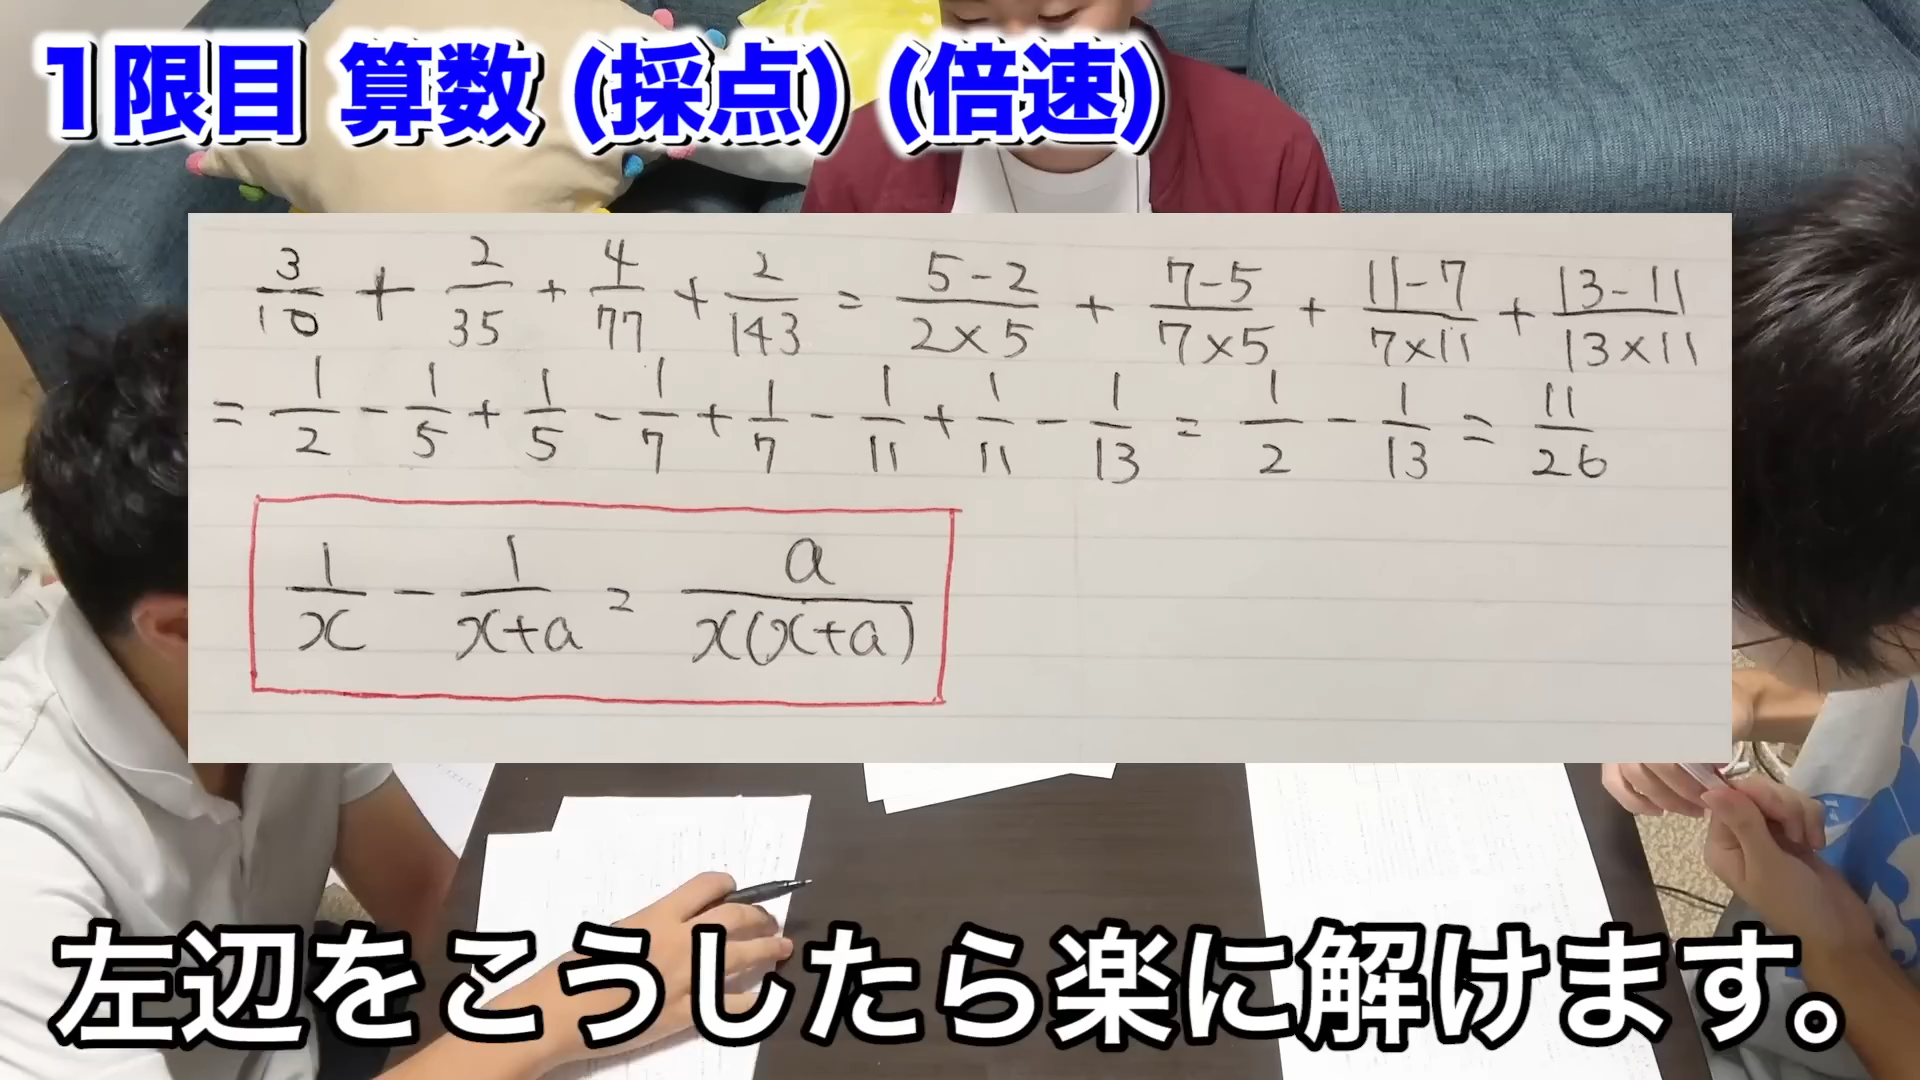 1限目 算数 (採点) (倍速)
3/10 + 2/35 + 4/77 + 2/143 = 5-2/2×5 + 7-5/7×5 + 11-7/7×11 + 13-11/13×11
= 1/2 - 1/5 + 1/5 - 1/7 + 1/7 - 1/11 + 1/11 - 1/13 = 1/2 - 1/13 = 11/26
1/x - 1/x+a = a/x(x+a)
左辺をこうしたら楽に解けます。